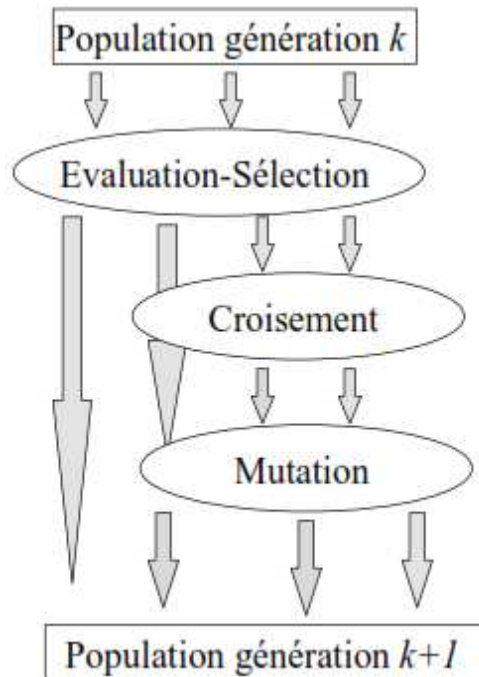 Population génération k
Evaluation-Sélection
Croisement
Mutation
Population génération k+1